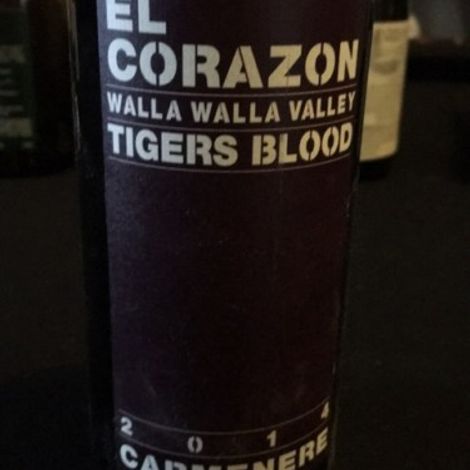 EL
CORAZON
WALLA WALLA VALLEY
TIGERS BLOOD
2 0 1 4
CARMENERE